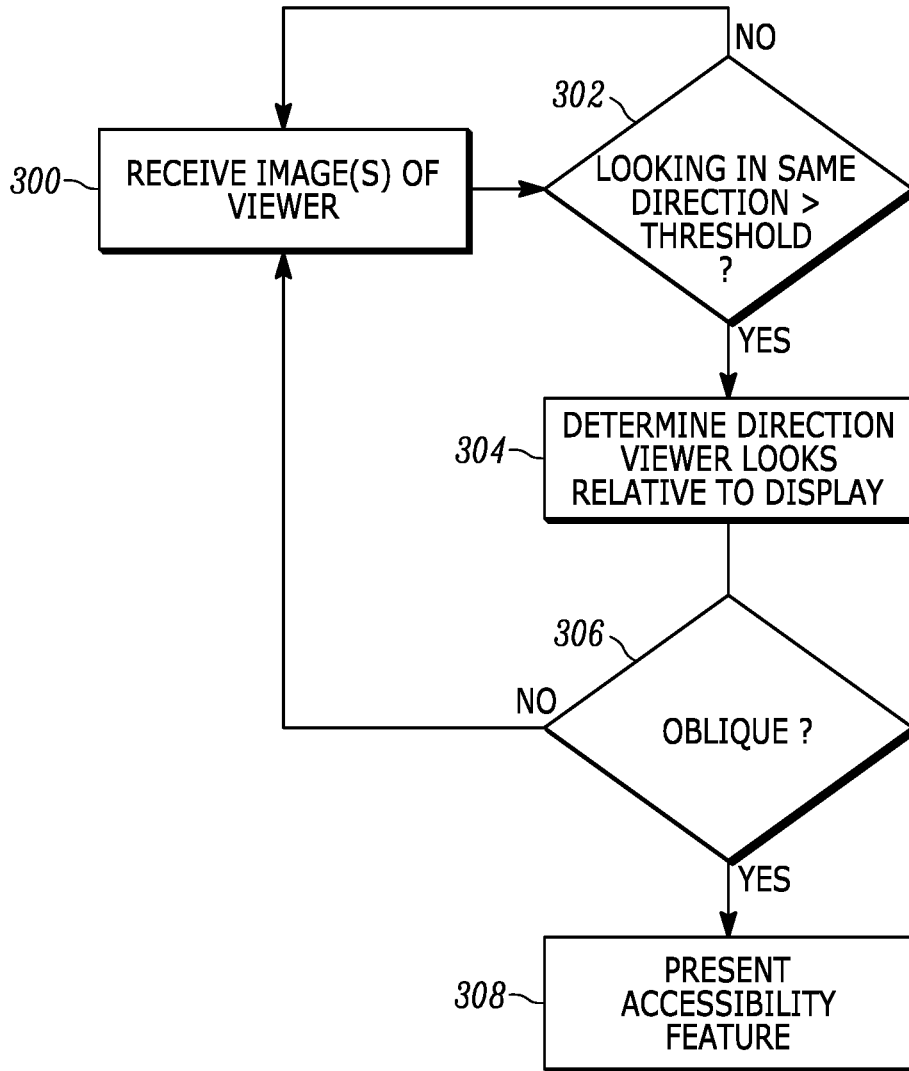 NO
302
300
RECEIVE IMAGE(S) OF
VIEWER
LOOKING IN SAME
DIRECTION >
THRESHOLD
?
YES
304
DETERMINE DIRECTION
VIEWER LOOKS
RELATIVE TO DISPLAY
306
NO
OBLIQUE ?
YES
308
PRESENT
ACCESSIBILITY
FEATURE